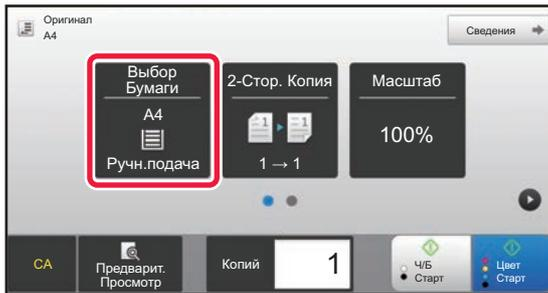 Оригинал
A4
Сведения
Выбор
Бумаги
A4
Ручн.подача
2-Стор. Копия
1 → 1
Масштаб
100%
CA
Предварит.
Просмотр
Копий
1
Ч/Б
Старт
Цвет
Старт